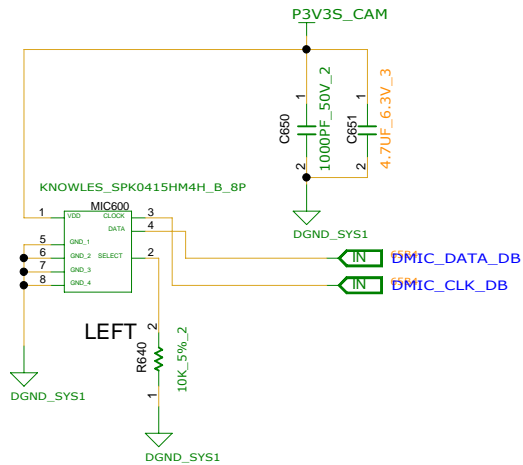 P3V3S_CAM
1
1
C650
1000PF_50V_2
C651
4.7UF_6.3V_3
2
2
KNOWLES_SPK0415HM4H_B_8P
MIC600
DGND_SYS1
1 VDD CLOCK 3
DATA 4
5 GND_1
6 GND_2 SELECT 2
7 GND_3
8 GND_4
IN DMIC_DATA_DB
IN DMIC_CLK_DB
LEFT
2
R640
10K_5%_2
1
DGND_SYS1
DGND_SYS1